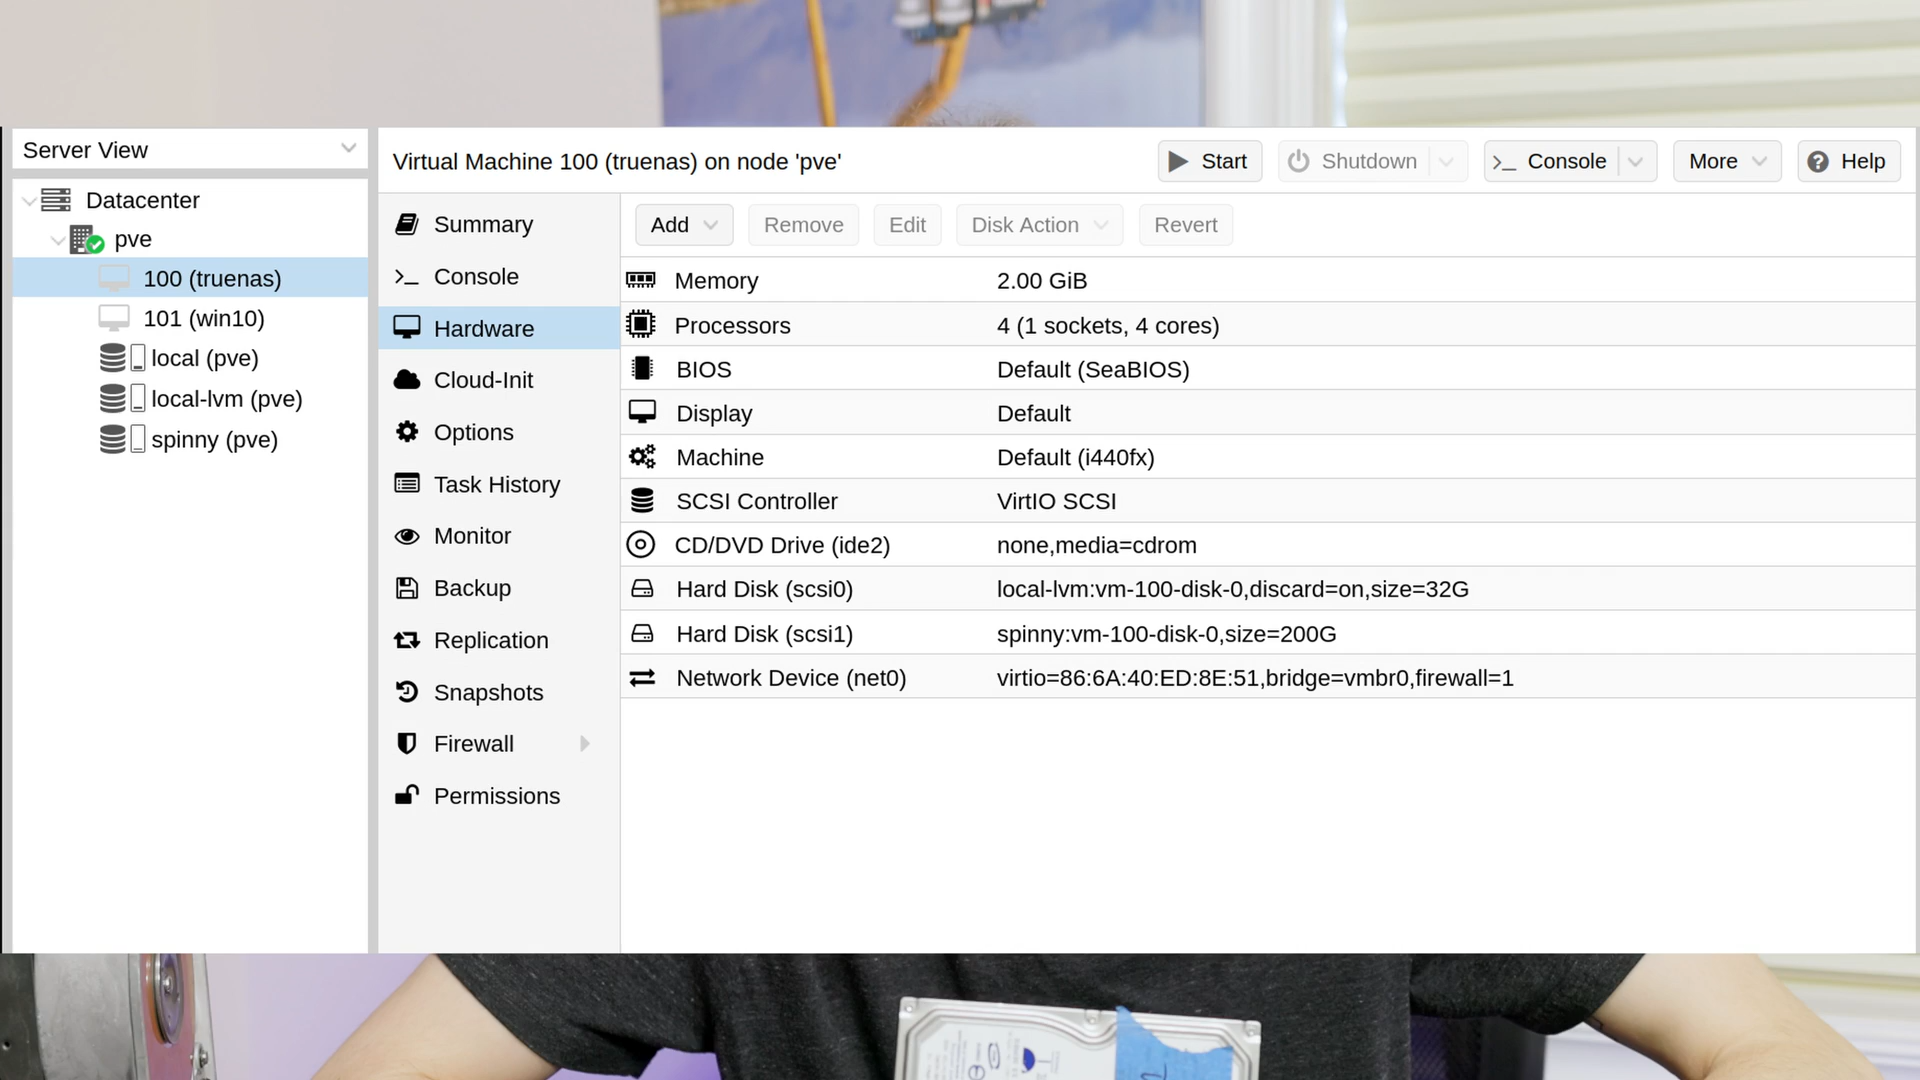 Server View
Datacenter
pve
100 (truenas)
101 (win10)
local (pve)
local-lvm (pve)
spinny (pve)
Virtual Machine 100 (truenas) on node 'pve'
Start
Shutdown
Console
More
Help
Summary
Console
Hardware
Cloud-Init
Options
Task History
Monitor
Backup
Replication
Snapshots
Firewall
Permissions
Add
Remove
Edit
Disk Action
Revert
Memory 2.00 GiB
Processors 4 (1 sockets, 4 cores)
BIOS Default (SeaBIOS)
Display Default
Machine Default (i440fx)
SCSI Controller VirtIO SCSI
CD/DVD Drive (ide2) none,media=cdrom
Hard Disk (scsi0) local-lvm:vm-100-disk-0,discard=on,size=32G
Hard Disk (scsi1) spinny:vm-100-disk-0,size=200G
Network Device (net0) virtio=86:6A:40:ED:8E:51,bridge=vmbr0,firewall=1